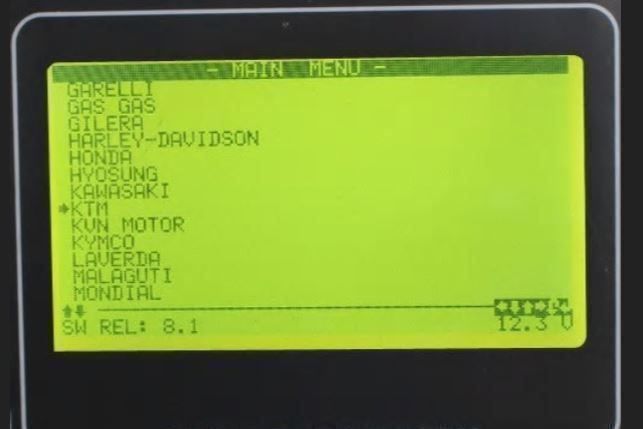 - MAIN MENU -
GARELLI
GAS GAS
GILERA
HARLEY-DAVIDSON
HONDA
HYOSUNG
KAWASAKI
➧KTM
KVN MOTOR
KYMCO
LAVERDA
MALAGUTI
MONDIAL
SW REL: 8.1
12.3 V